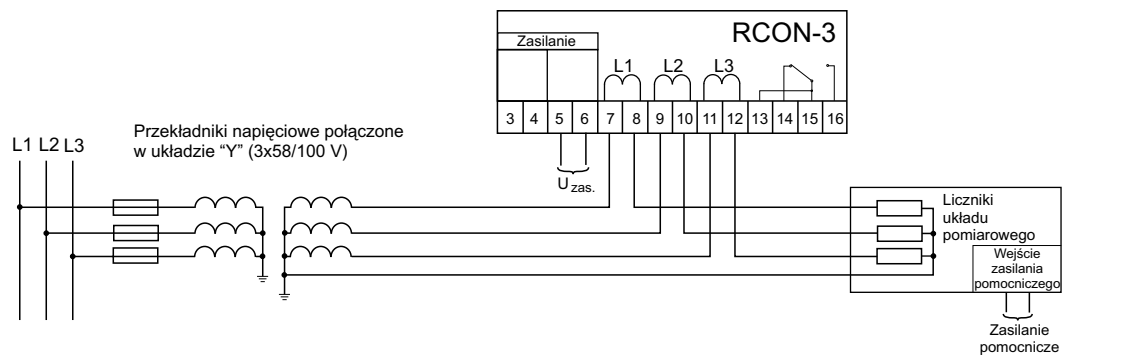 RCON-3
Zasilanie
L1 L2 L3
3 4 5 6 7 8 9 10 11 12 13 14 15 16
Przekładniki napięciowe połączone
w układzie “Y” (3x58/100 V)
L1 L2 L3
U zas.
Liczniki
układu
pomiarowego
Wejście
zasilania
pomocniczego
Zasilanie
pomocnicze